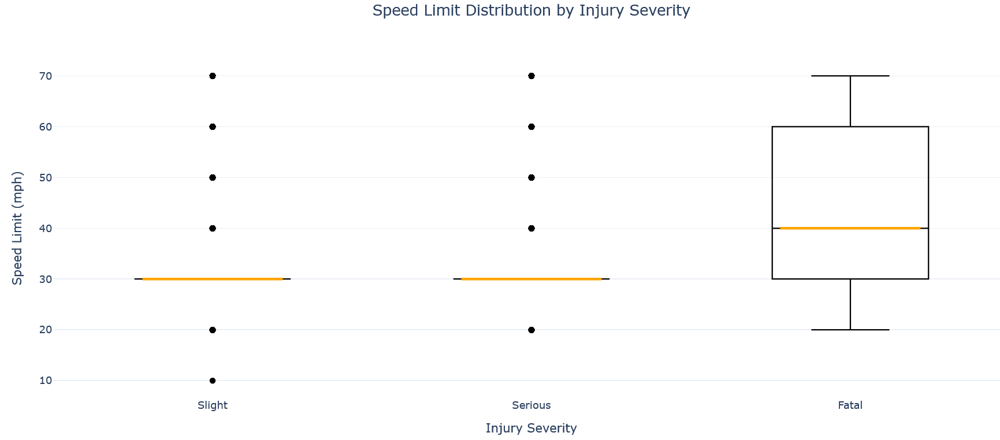 Speed Limit Distribution by Injury Severity
Speed Limit (mph)
70
60
50
40
30
20
10
Slight
Serious
Fatal
Injury Severity